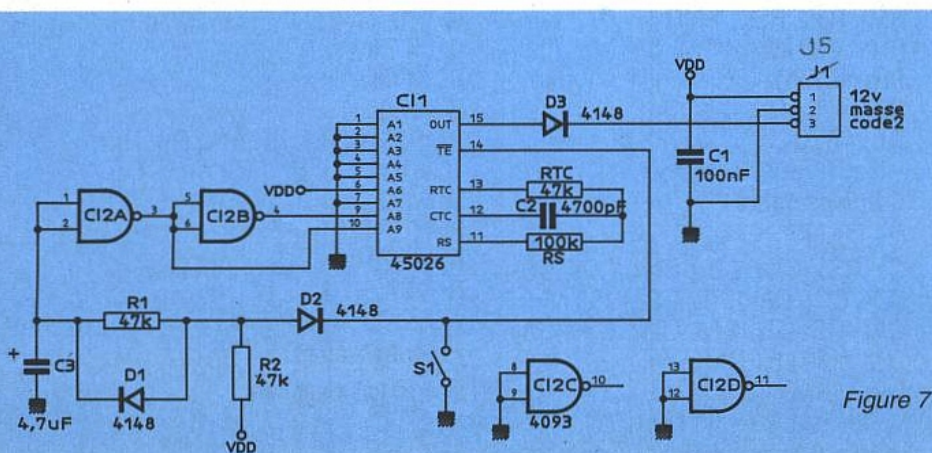 J5
VDD
J1
1 12v
2 masse
3 code2
CI1
D3
4148
C1
100nF
1 A1 OUT 15
2 A2 TE 14
3 A3
4 A4
5 A5 RTC 13
VDD 6 A6
7 A7 CTC 12
9 A8
10 A9 RS 11
45026
RTC
47k
C2 4700pF
100k
RS
1
2
CI2A
3
5
6
CI2B
4
R1
47k
D2
4148
+
C3
4,7uF
D1
4148
R2
47k
VDD
S1
8
9
CI2C
10
4093
13
12
CI2D
11
Figure 7